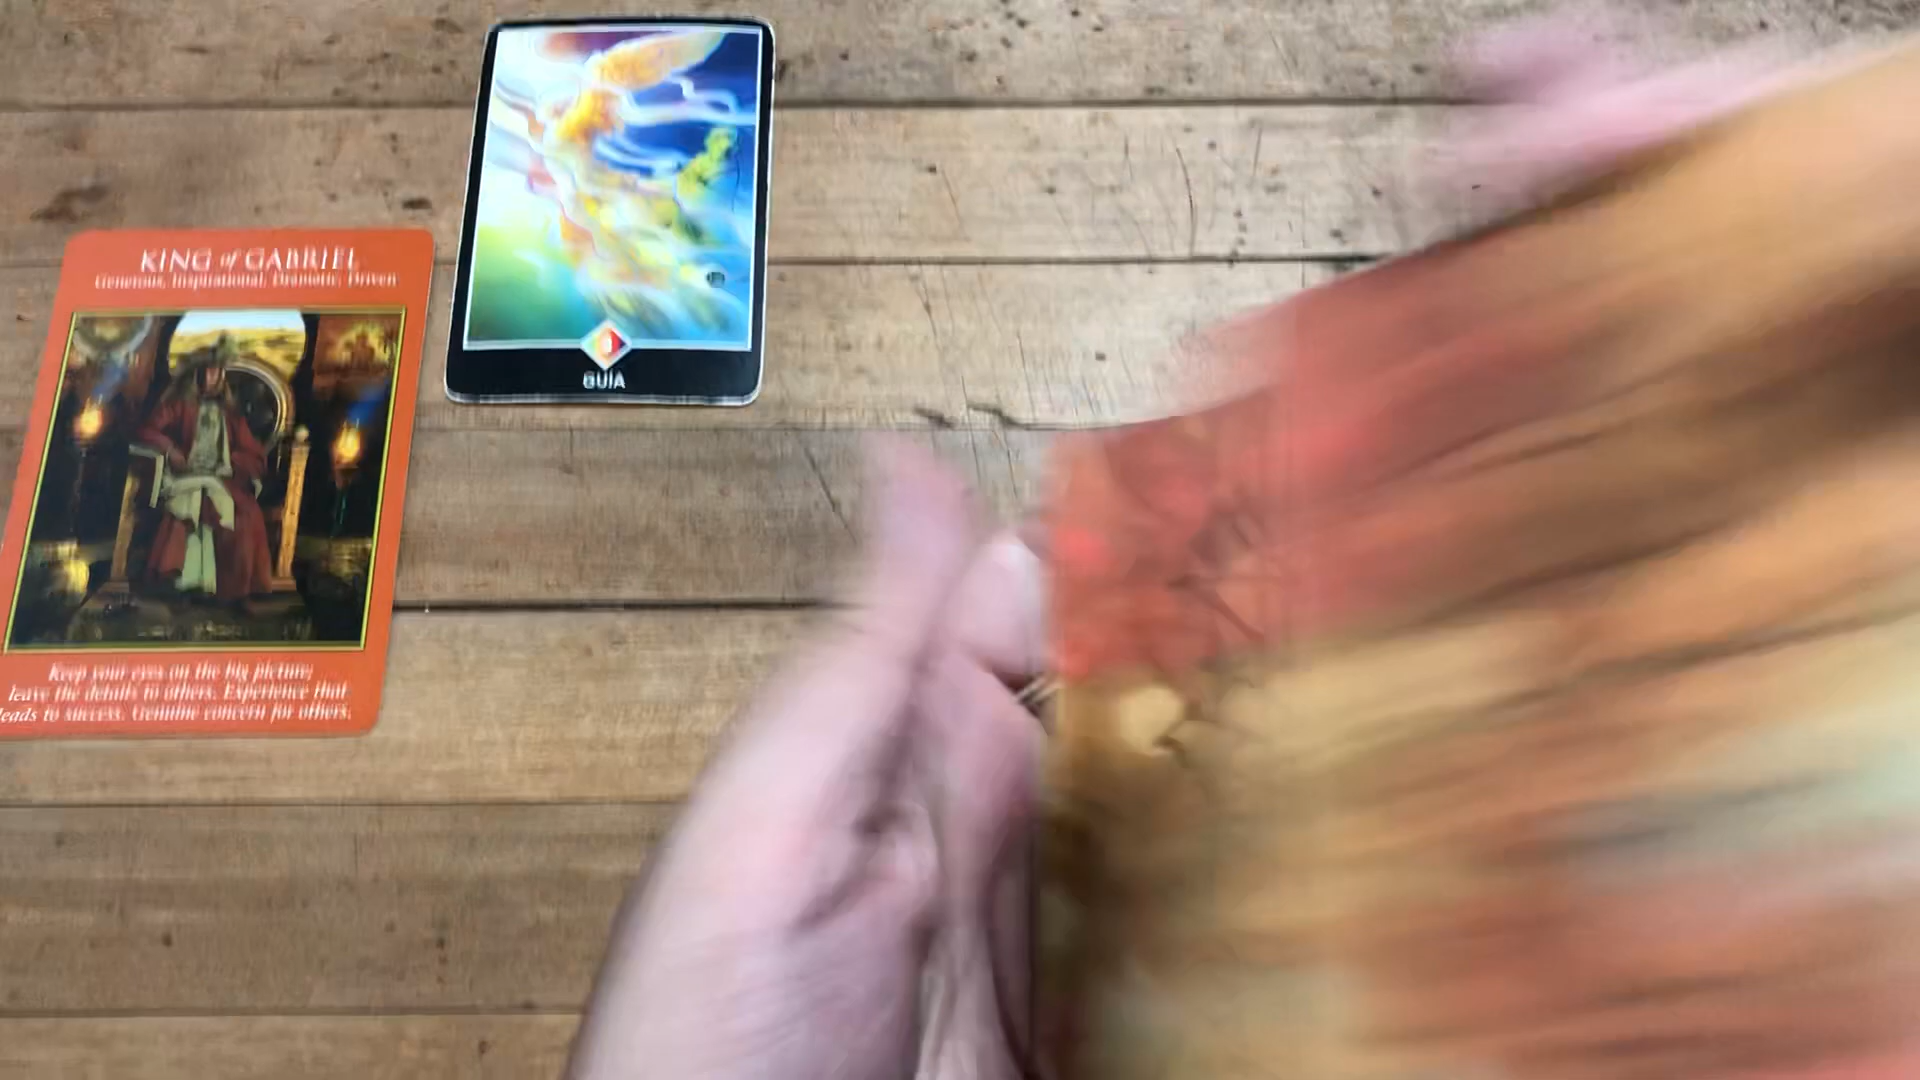 KING of GABRIEL
Generous, Inspirational, Dramatic, Driven
Keep your eyes on the big picture;
leave the details to others. Experience that
leads to success. Genuine concern for others.
GUÍA